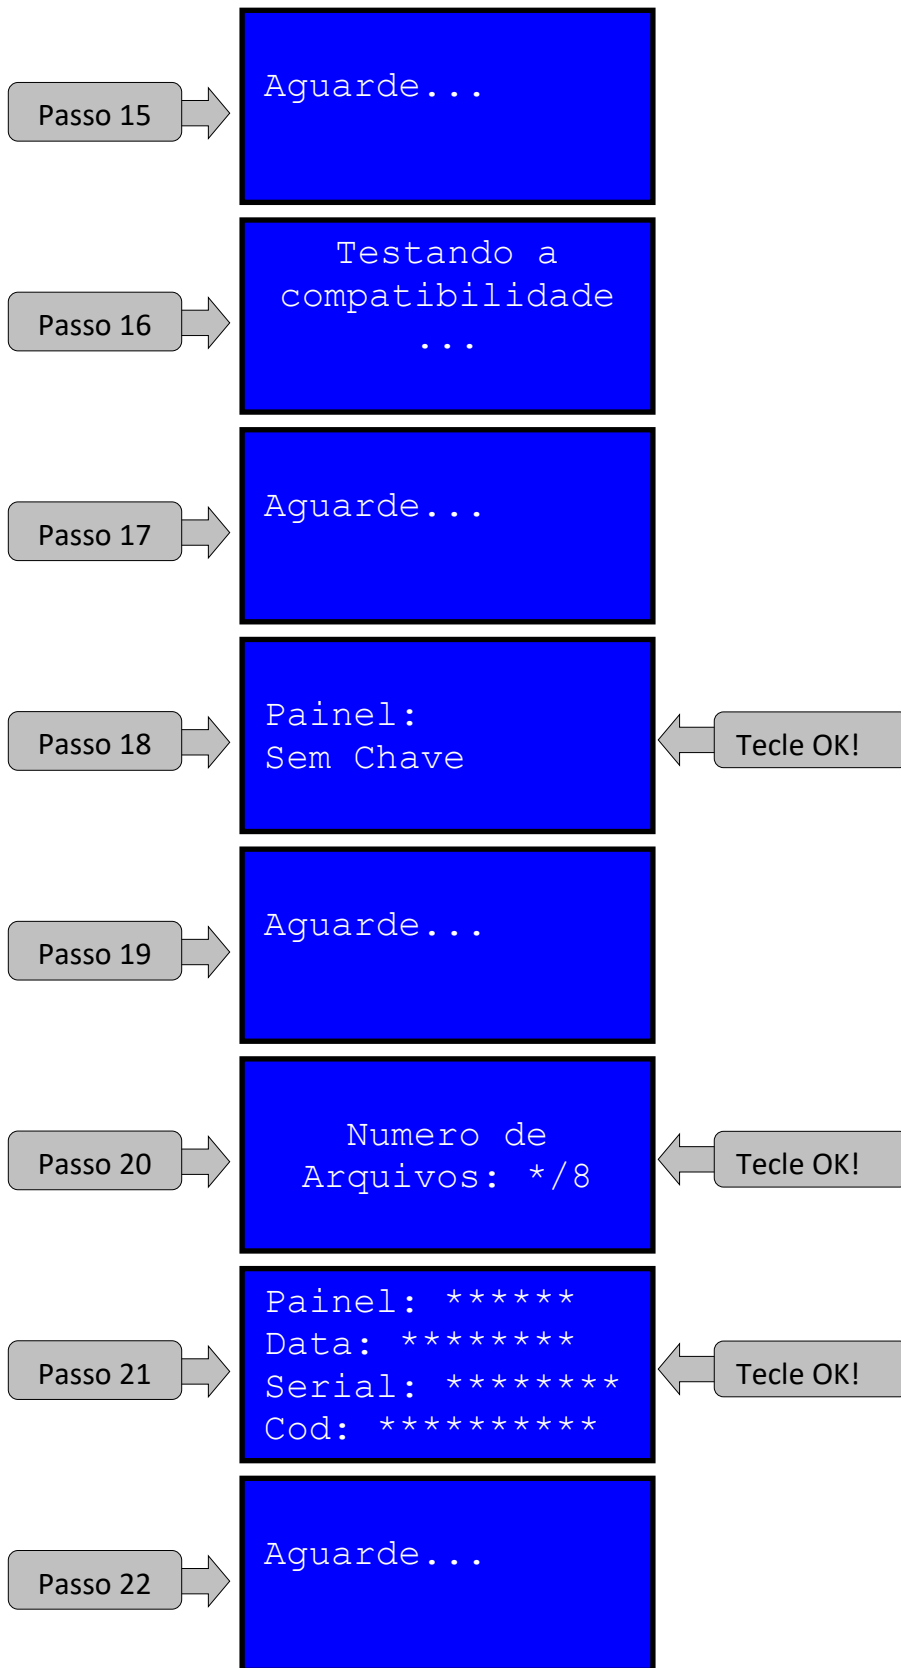 Passo 15
Aguarde...
Passo 16
Testando a
compatibilidade
...
Passo 17
Aguarde...
Passo 18
Painel:
Sem Chave
Tecle OK!
Passo 19
Aguarde...
Passo 20
Numero de
Arquivos: */8
Tecle OK!
Passo 21
Painel: ******
Data: ********
Serial: ********
Cod: **********
Tecle OK!
Passo 22
Aguarde...